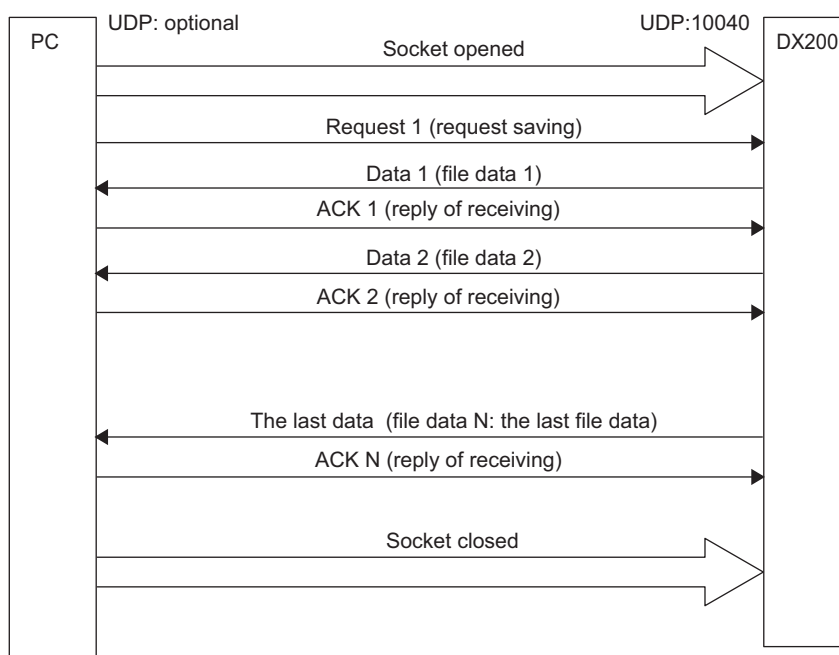 UDP: optional
UDP:10040
PC
DX200
Socket opened
Request 1 (request saving)
Data 1 (file data 1)
ACK 1 (reply of receiving)
Data 2 (file data 2)
ACK 2 (reply of receiving)
The last data (file data N: the last file data)
ACK N (reply of receiving)
Socket closed